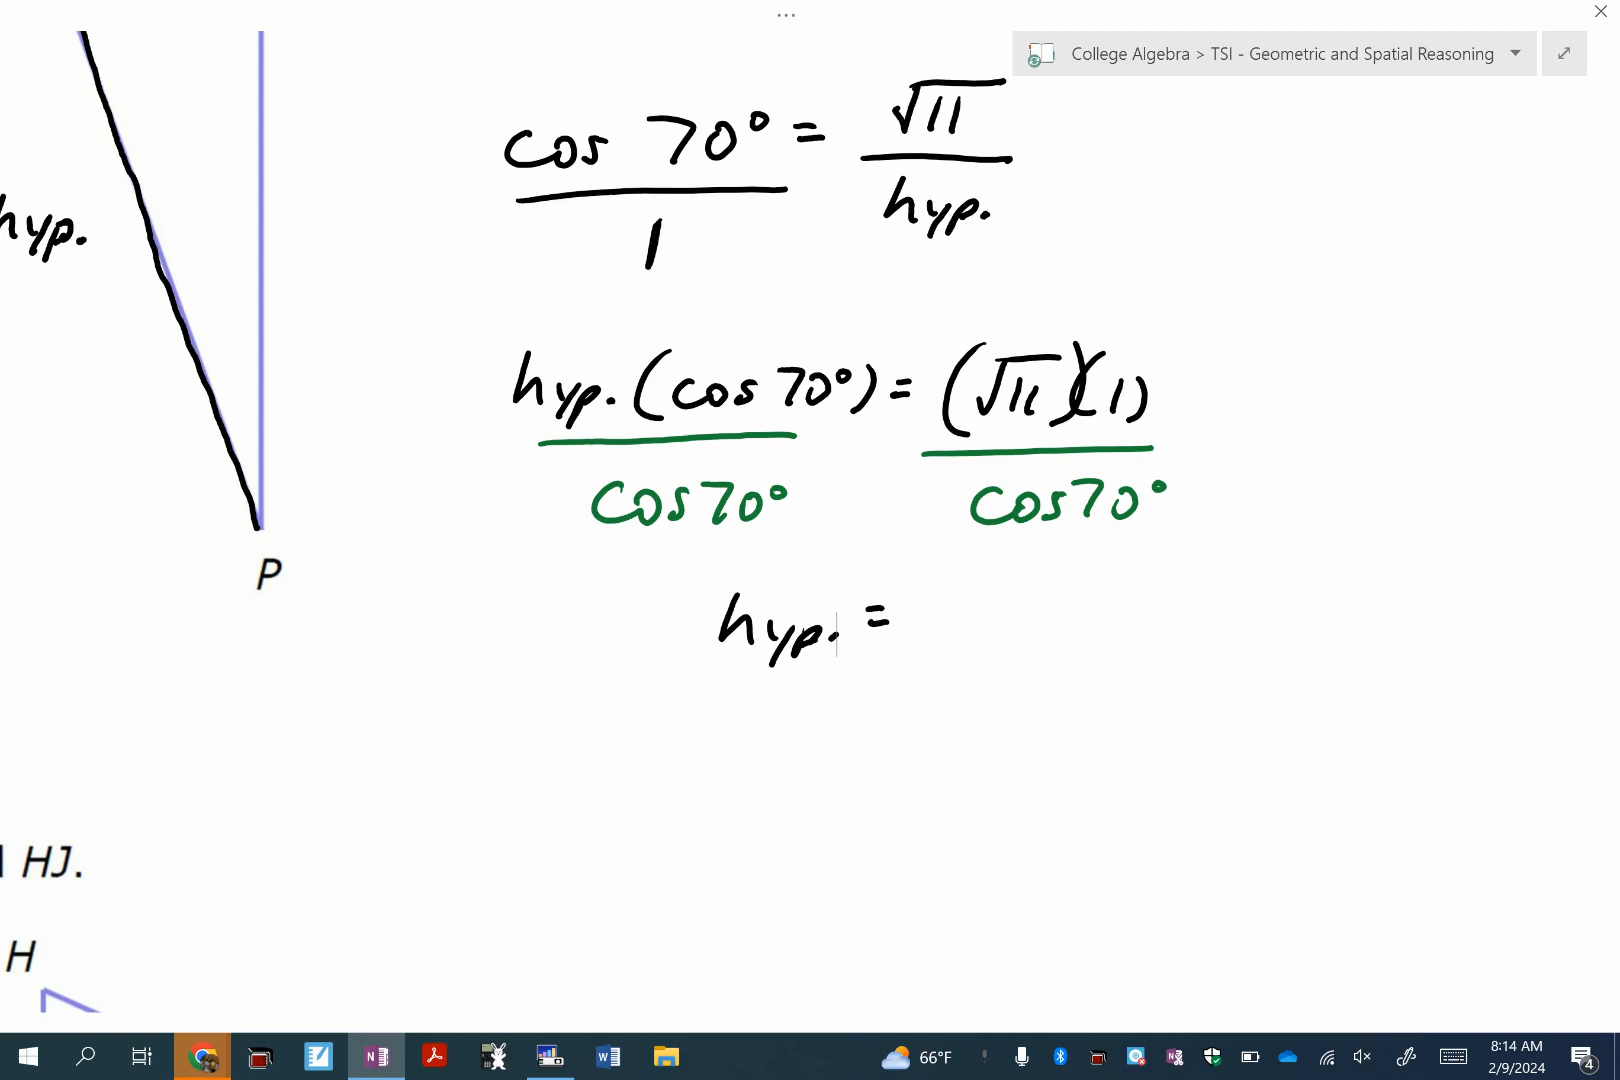 ...
College Algebra > TSI - Geometric and Spatial Reasoning
cos 70° = √11
1 hyp.
hyp.
hyp. (cos 70°) = (√11)(1)
cos 70° cos 70°
P
hyp. =
HJ.
H
66°F
8:14 AM
2/9/2024
4